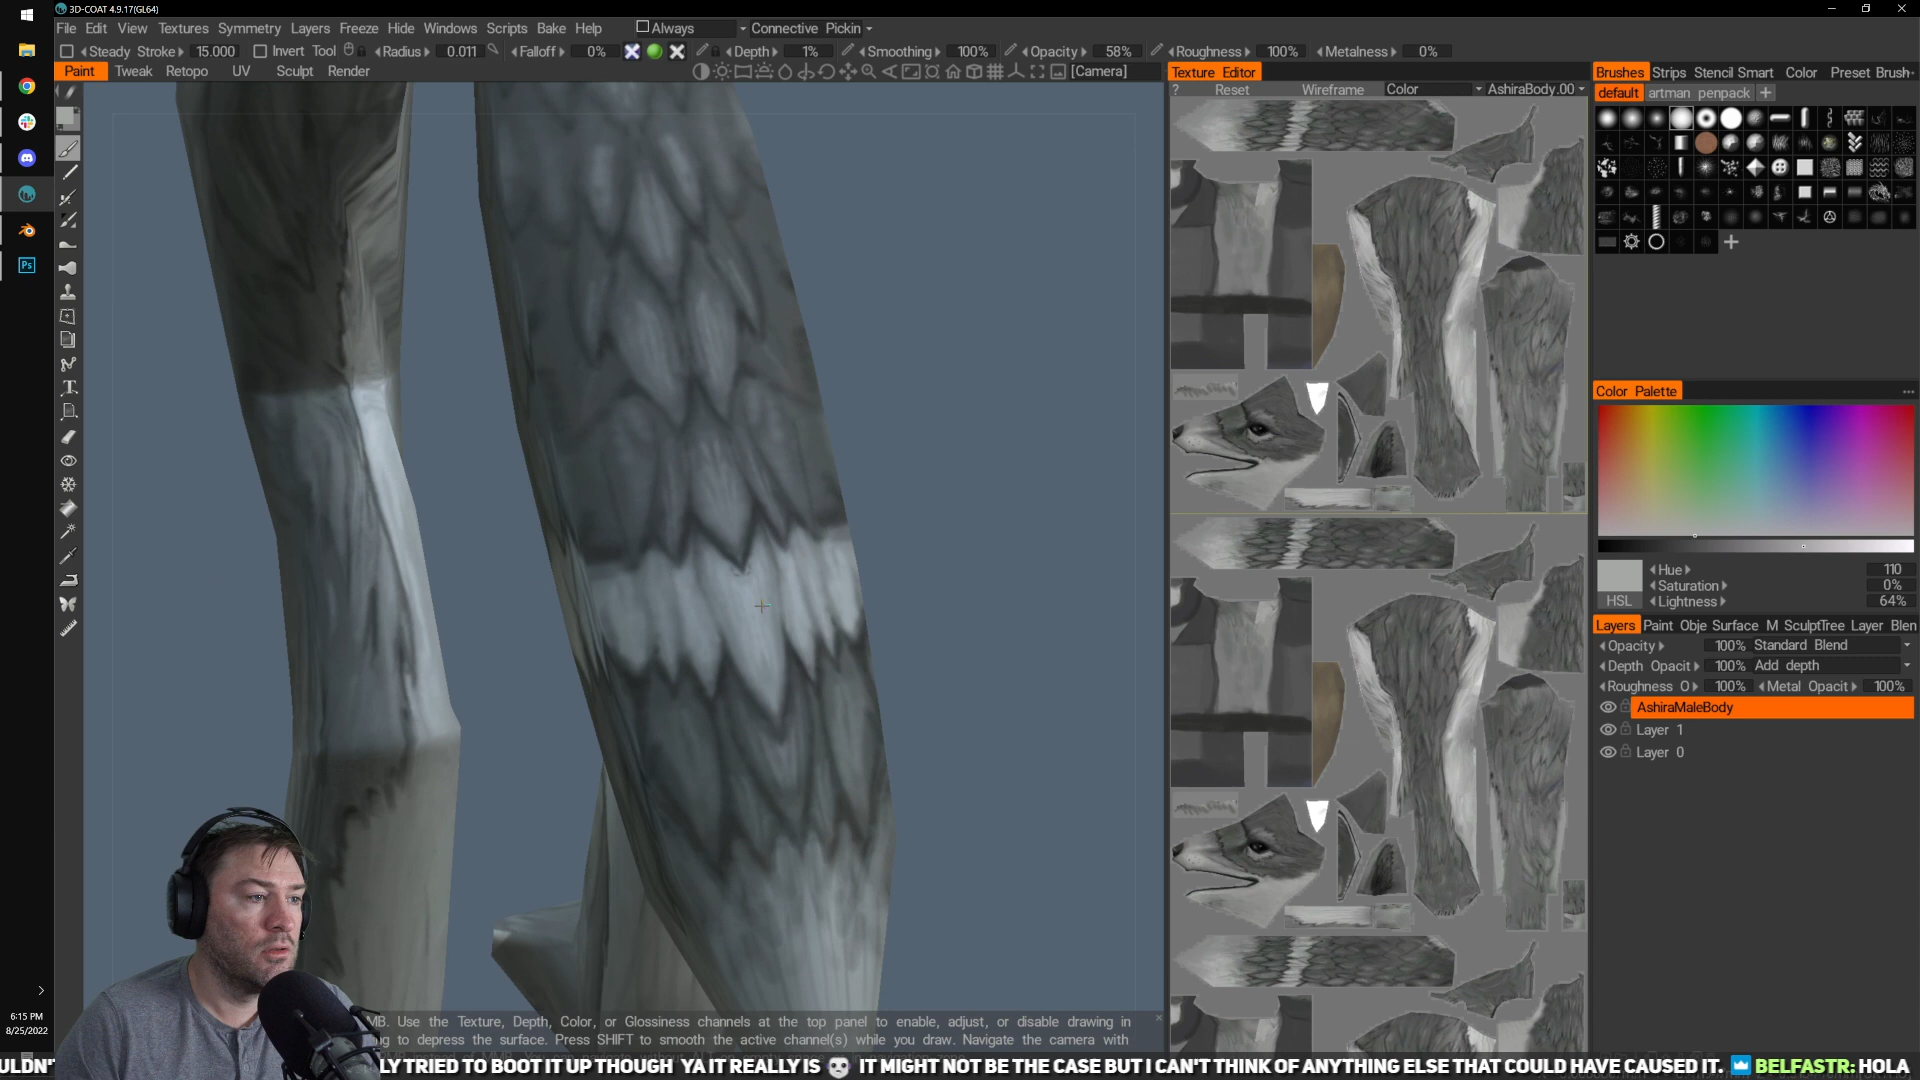 3D-COAT 4.9.17(GL64)
File Edit View Textures Symmetry Layers Freeze Hide Windows Scripts Bake Help Always Connective Pickin
Steady Stroke 15.000 Invert Tool Radius 0.011 Falloff 0% Depth 1% Smoothing 100% Opacity 58% Roughness 100% Metalness 0%
Paint Tweak Retopo UV Sculpt Render [Camera]
Texture Editor
? Reset Wireframe Color AshiraBody.00
Brushes Strips Stencil Smart Color Preset Brush
default artman penpack +
Color Palette
Hue 110
Saturation 0%
HSL Lightness 64%
Layers Paint Obje Surface M SculptTree Layer Blen
Opacity 100% Standard Blend
Depth Opacit 100% Add depth
Roughness O 100% Metal Opacit 100%
AshiraMaleBody
Layer 1
Layer 0
Ps
6:15 PM
8/25/2022
MB. Use the Texture, Depth, Color, or Glossiness channels at the top panel to enable, adjust, or disable drawing in
ng to depress the surface. Press SHIFT to smooth the active channel(s) while you draw. Navigate the camera with
ULDN' LY TRIED TO BOOT IT UP THOUGH YA IT REALLY IS IT MIGHT NOT BE THE CASE BUT I CAN'T THINK OF ANYTHING ELSE THAT COULD HAVE CAUSED IT. BELFASTR: HOLA